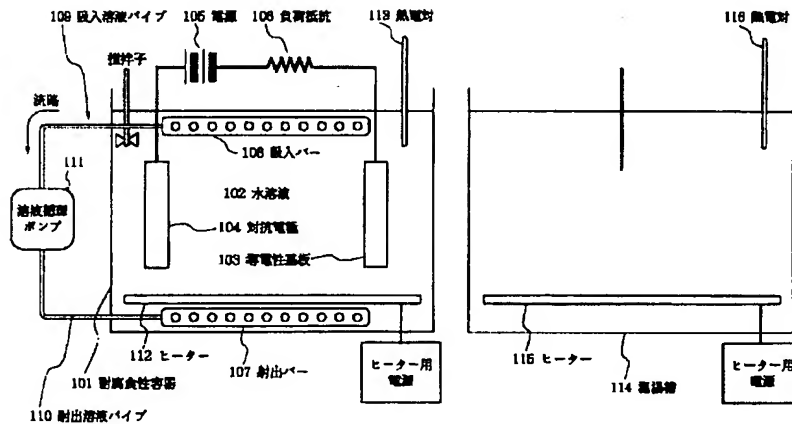 109 吸入溶液パイプ
105 電源
106 負荷抵抗
113 熱電対
116 熱電対
撹拌子
流路
111
溶液循環
ポンプ
108 吸入バー
102 水溶液
104 対抗電極
103 導電性基板
112 ヒーター
107 射出バー
115 ヒーター
101 耐腐食性容器
ヒーター用
電源
114 温湯槽
ヒーター用
電源
110 射出溶液パイプ